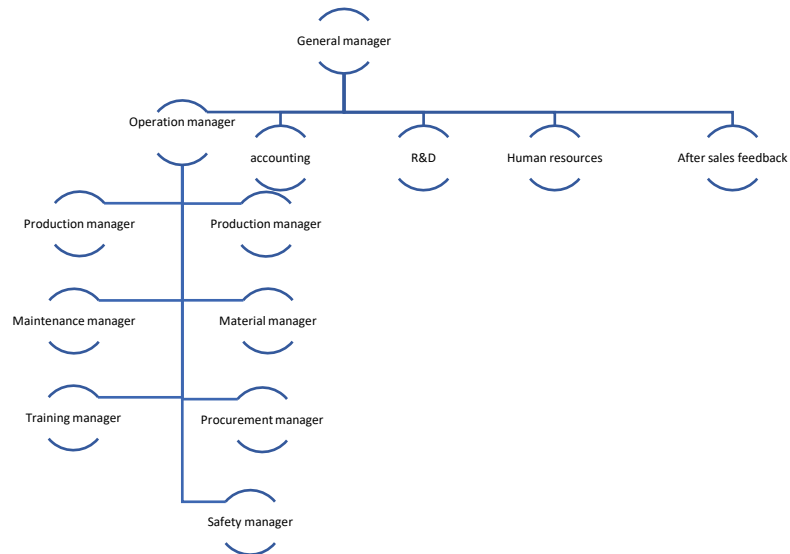 General manager
Operation manager
accounting
R&D
Human resources
After sales feedback
Production manager
Production manager
Maintenance manager
Material manager
Training manager
Procurement manager
Safety manager